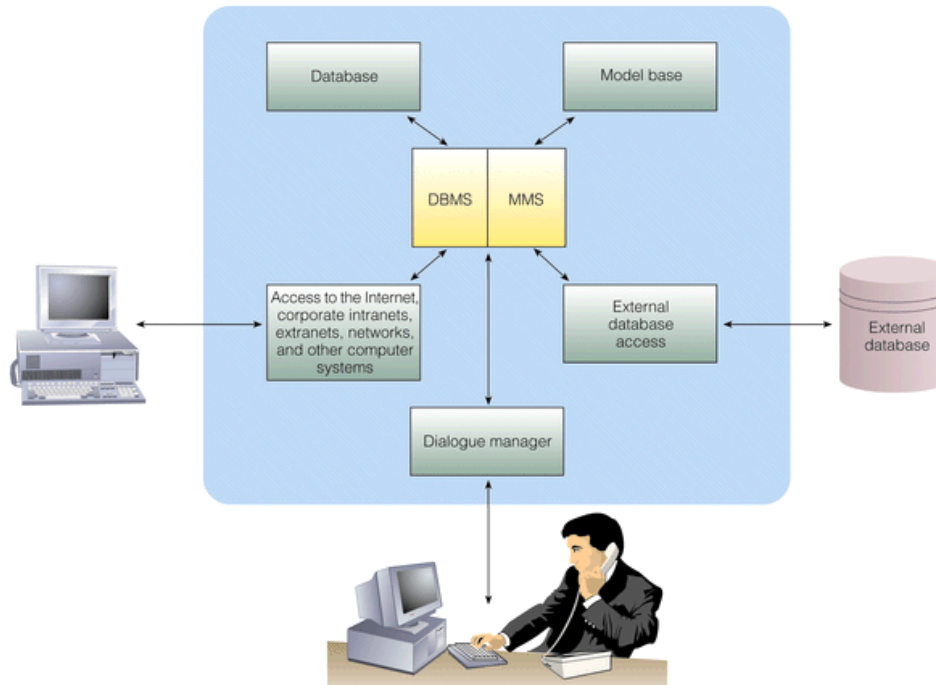 Database
Model base
DBMS
MMS
Access to the Internet,
corporate intranets,
extranets, networks,
and other computer
systems
External
database
access
External
database
Dialogue manager